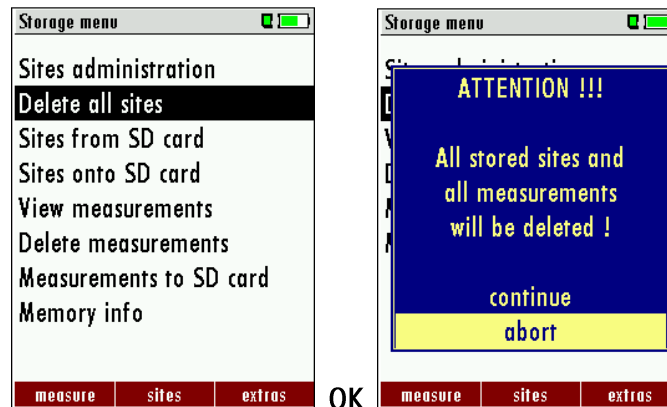 Storage menu
Sites administration
Delete all sites
Sites from SD card
Sites onto SD card
View measurements
Delete measurements
Measurements to SD card
Memory info
measure sites extras
OK
Storage menu
ATTENTION !!!
All stored sites and
all measurements
will be deleted !
continue
abort
measure sites extras